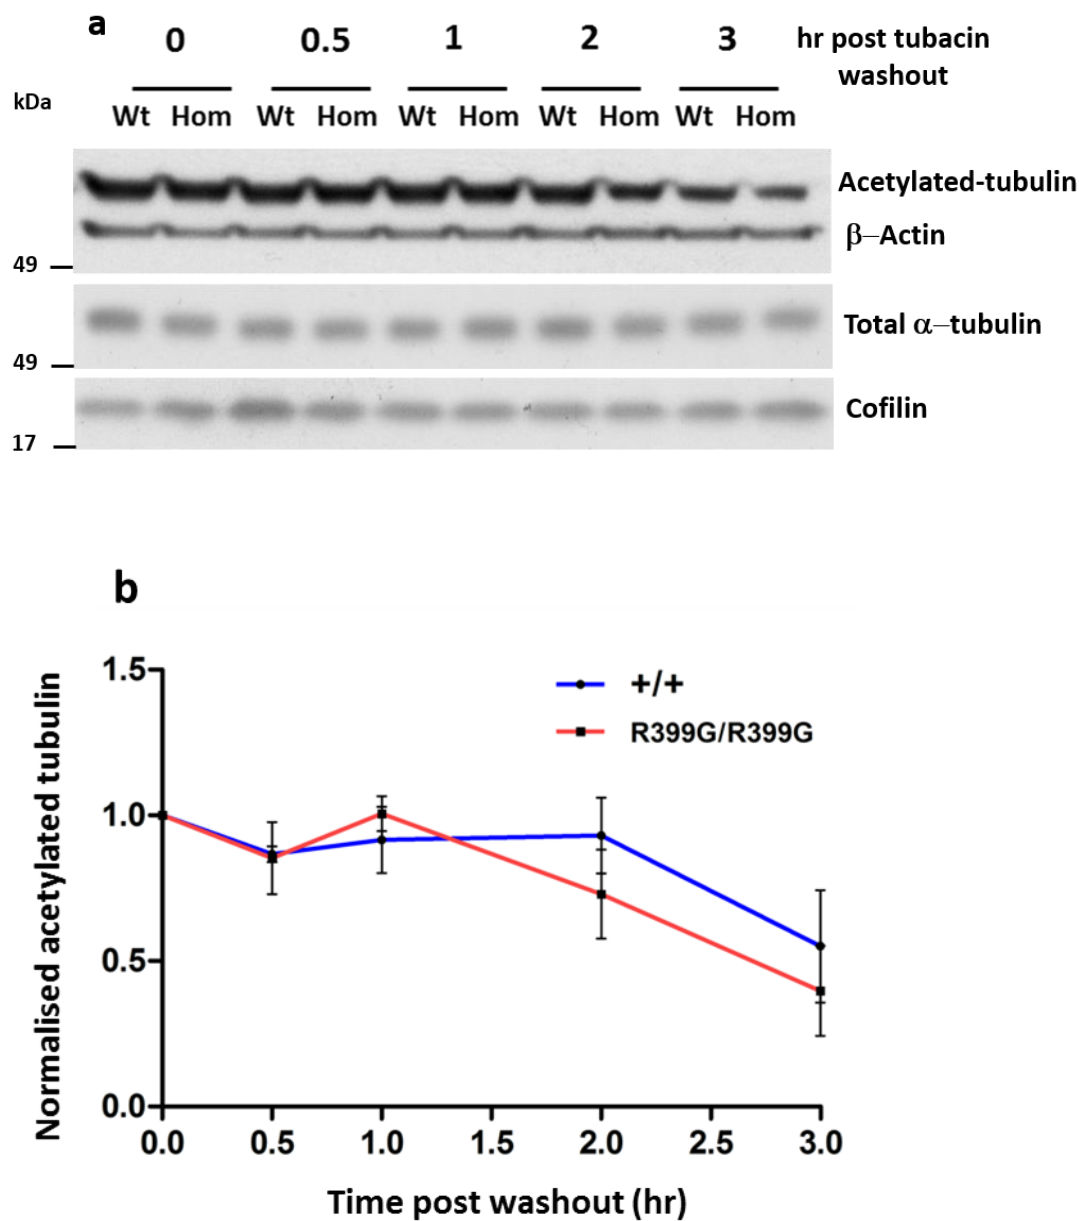 a
0 0.5 1 2 3 hr post tubacin
washout
kDa
Wt Hom Wt Hom Wt Hom Wt Hom Wt Hom
Acetylated-tubulin
β–Actin
49
Total α–tubulin
49
Cofilin
17
b
1.5
+/+
R399G/R399G
1.0
0.5
0.0
Normalised acetylated tubulin
0.0 0.5 1.0 1.5 2.0 2.5 3.0
Time post washout (hr)